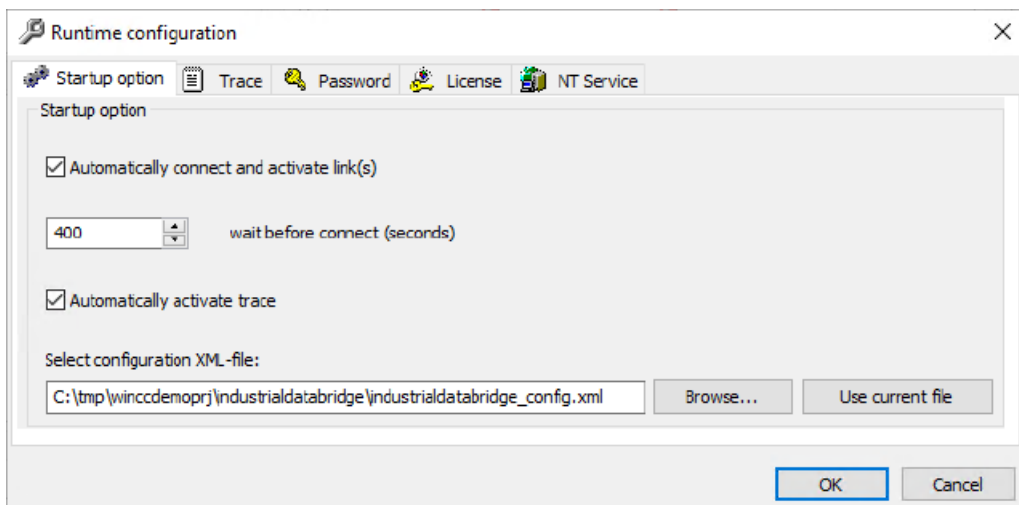 Runtime configuration
Startup option Trace Password License NT Service
Startup option
Automatically connect and activate link(s)
400 wait before connect (seconds)
Automatically activate trace
Select configuration XML-file:
C:\tmp\winccdemoprj\industrialdatabridge\industrialdatabridge_config.xml Browse... Use current file
OK Cancel